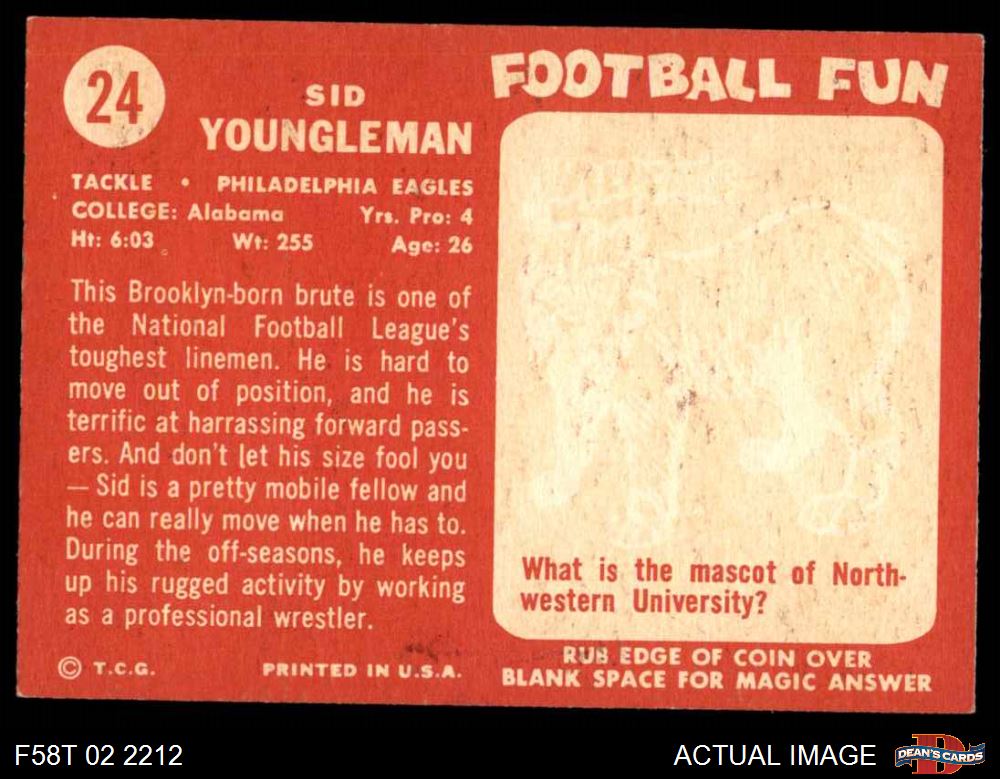 24
SID
YOUNGLEMAN
TACKLE • PHILADELPHIA EAGLES
COLLEGE: Alabama Yrs. Pro: 4
Ht: 6:03 Wt: 255 Age: 26
This Brooklyn-born brute is one of
the National Football League's
toughest linemen. He is hard to
move out of position, and he is
terrific at harrassing forward pass-
ers. And don't let his size fool you
— Sid is a pretty mobile fellow and
he can really move when he has to.
During the off-seasons, he keeps
up his rugged activity by working
as a professional wrestler.
© T.C.G. PRINTED IN U.S.A.
FOOTBALL FUN
What is the mascot of North-
western University?
RUB EDGE OF COIN OVER
BLANK SPACE FOR MAGIC ANSWER
F58T 02 2212
ACTUAL IMAGE
DEAN'S CARDS